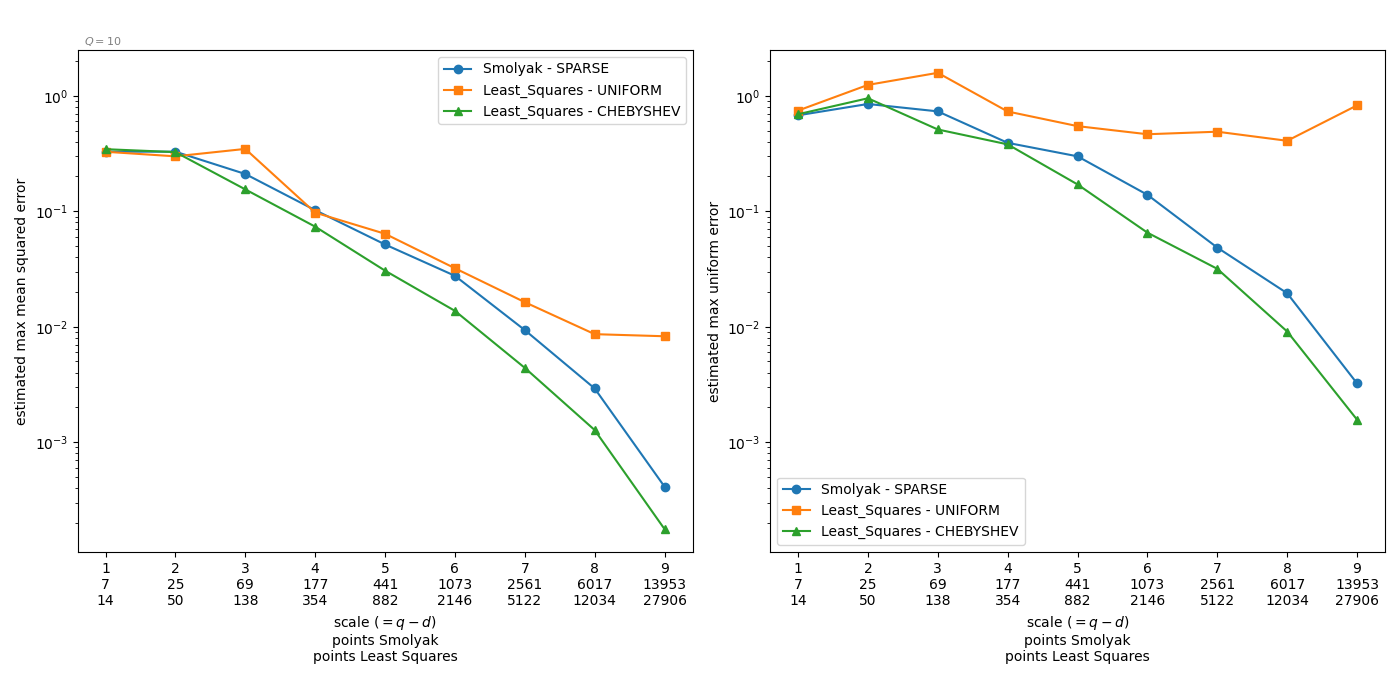 Q = 10
Smolyak - SPARSE
Least_Squares - UNIFORM
Least_Squares - CHEBYSHEV
estimated max mean squared error
10⁰
10⁻¹
10⁻²
10⁻³
1 2 3 4 5 6 7 8 9
7 25 69 177 441 1073 2561 6017 13953
14 50 138 354 882 2146 5122 12034 27906
scale (= q − d)
points Smolyak
points Least Squares
estimated max uniform error
10⁰
10⁻¹
10⁻²
10⁻³
Smolyak - SPARSE
Least_Squares - UNIFORM
Least_Squares - CHEBYSHEV
1 2 3 4 5 6 7 8 9
7 25 69 177 441 1073 2561 6017 13953
14 50 138 354 882 2146 5122 12034 27906
scale (= q − d)
points Smolyak
points Least Squares